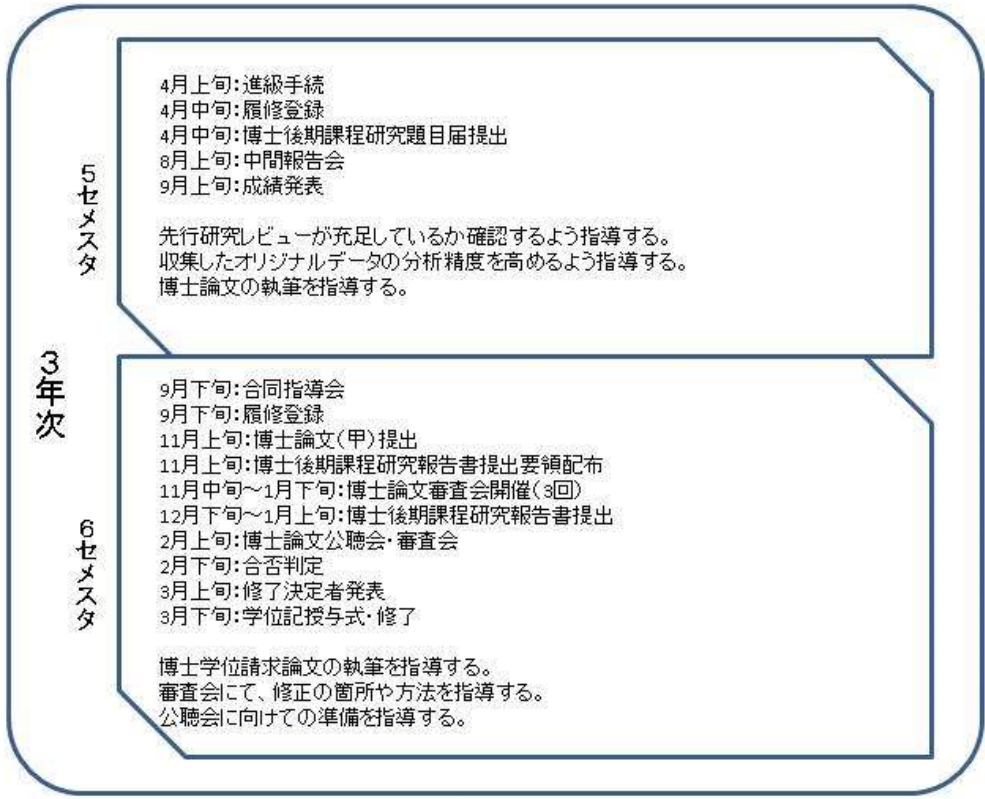 3年次
5セメスタ
4月上旬:進級手続
4月中旬:履修登録
4月中旬:博士後期課程研究題目届提出
8月上旬:中間報告会
9月上旬:成績発表
先行研究レビューが充足しているか確認するよう指導する。
収集したオリジナルデータの分析精度を高めるよう指導する。
博士論文の執筆を指導する。
6セメスタ
9月下旬:合同指導会
9月下旬:履修登録
11月上旬:博士論文(甲)提出
11月上旬:博士後期課程研究報告書提出要領配布
11月中旬～1月下旬:博士論文審査会開催(3回)
12月下旬～1月上旬:博士後期課程研究報告書提出
2月上旬:博士論文公聴会・審査会
2月下旬:合否判定
3月上旬:修了決定者発表
3月下旬:学位記授与式・修了
博士学位請求論文の執筆を指導する。
審査会にて、修正の箇所や方法を指導する。
公聴会に向けての準備を指導する。